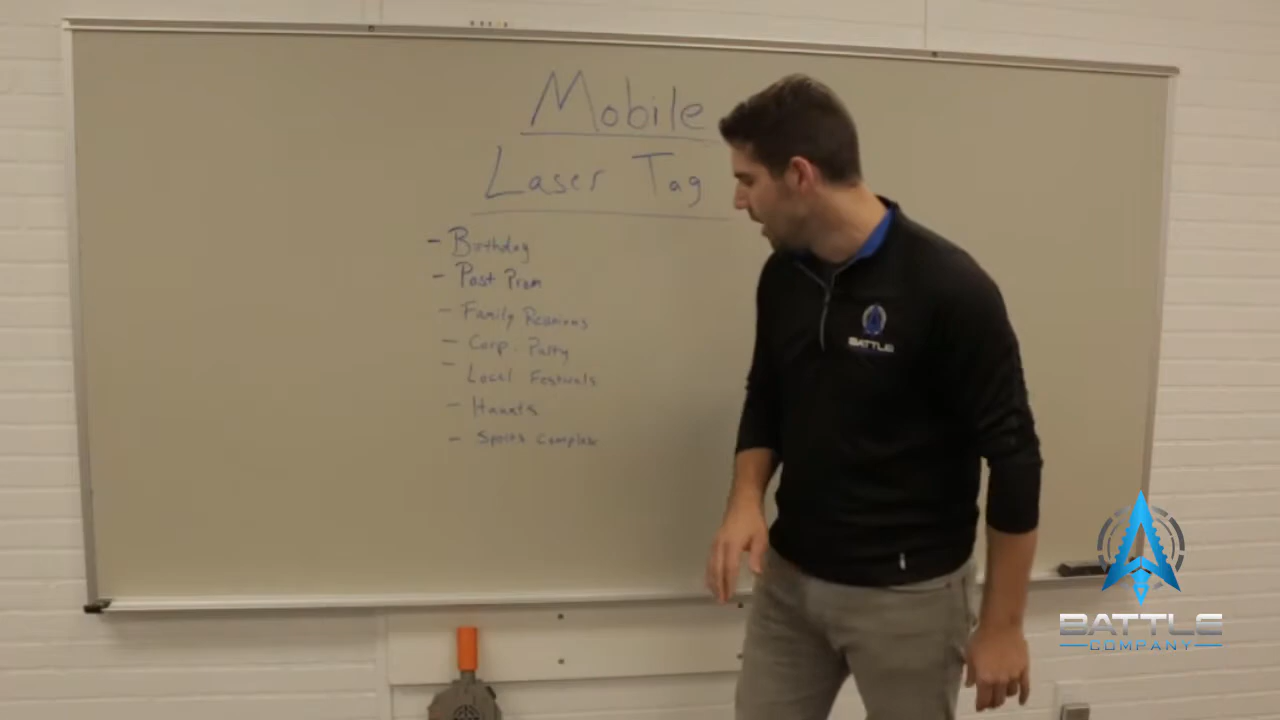 Mobile
Laser Tag
- Birthday
- Post Prom
- Family Reunions
- Corp. Party
- Local Festivals
- Haunts
- Sports Complex
BATTLE
BATTLE
COMPANY